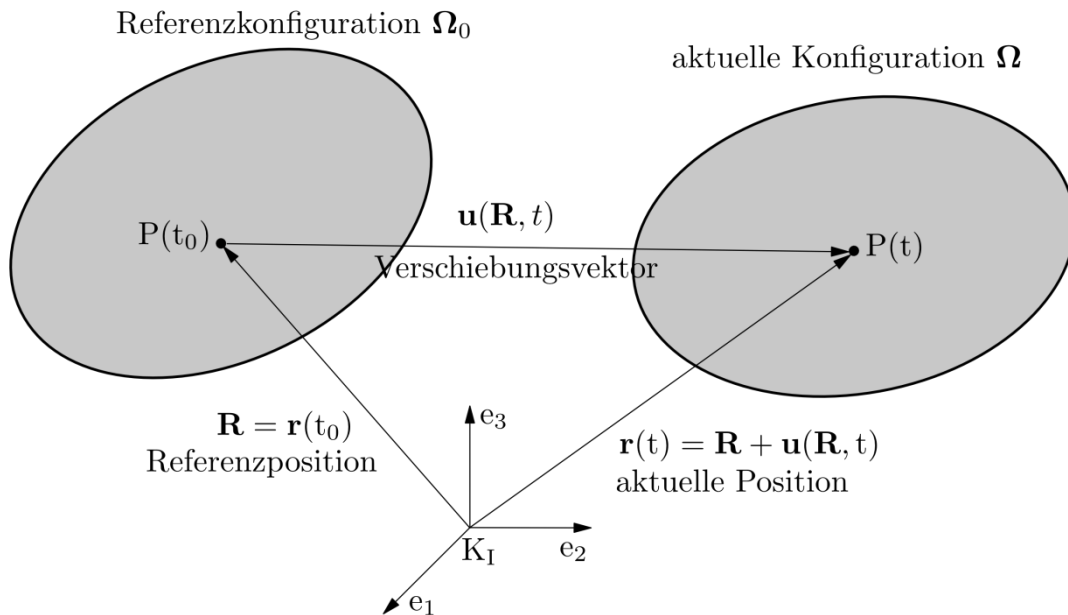 Referenzkonfiguration Ω₀
aktuelle Konfiguration Ω
u(R, t)
P(t₀)
Verschiebungsvektor
P(t)
R = r(t₀)
Referenzposition
e₃
r(t) = R + u(R, t)
aktuelle Position
K_I
e₂
e₁